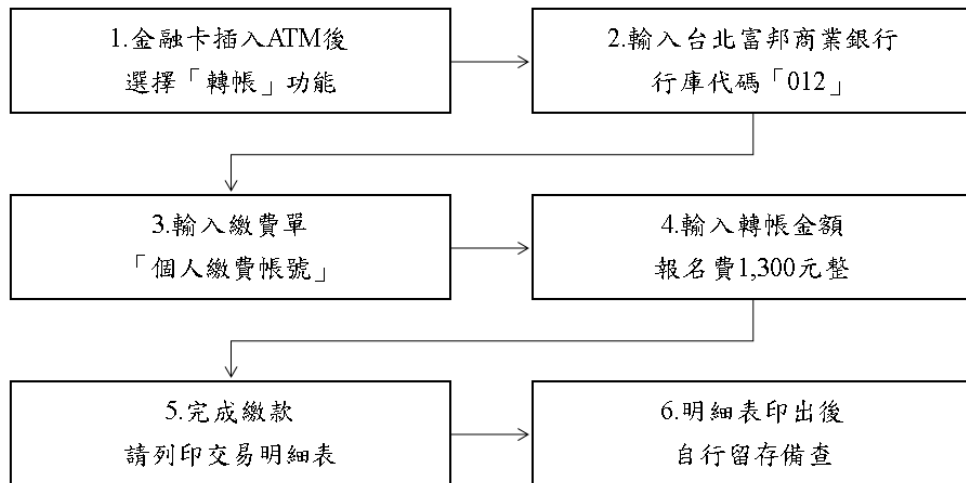 1.金融卡插入ATM後
選擇「轉帳」功能
2.輸入台北富邦商業銀行
行庫代碼「012」
3.輸入繳費單
「個人繳費帳號」
4.輸入轉帳金額
報名費1,300元整
5.完成繳款
請列印交易明細表
6.明細表印出後
自行留存備查